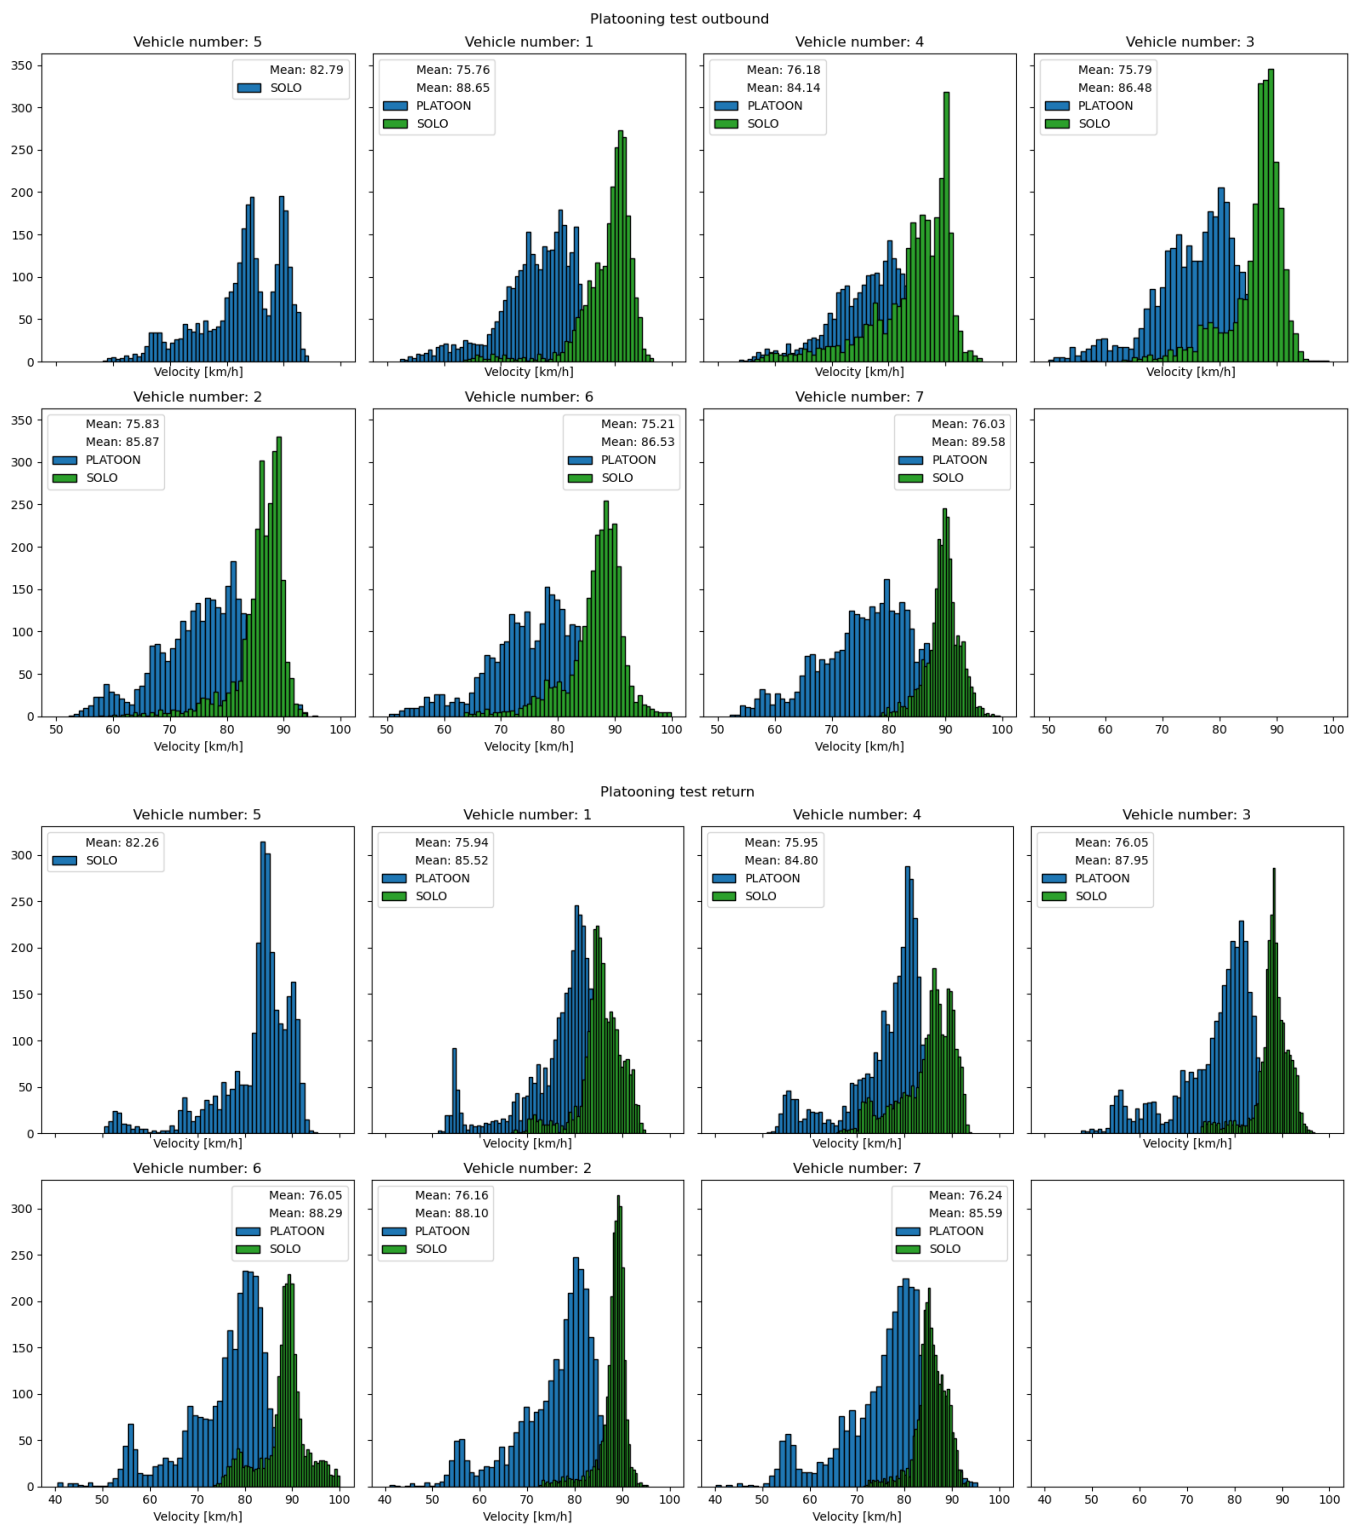 Platooning test outbound
Vehicle number: 5
Mean: 82.79
SOLO
350
300
250
200
150
100
50
0
Velocity [km/h]
Vehicle number: 1
Mean: 75.76
Mean: 88.65
PLATOON
SOLO
Velocity [km/h]
Vehicle number: 4
Mean: 76.18
Mean: 84.14
PLATOON
SOLO
Velocity [km/h]
Vehicle number: 3
Mean: 75.79
Mean: 86.48
PLATOON
SOLO
Velocity [km/h]
Vehicle number: 2
Mean: 75.83
Mean: 85.87
PLATOON
SOLO
350
300
250
200
150
100
50
0
50 60 70 80 90 100
Velocity [km/h]
Vehicle number: 6
Mean: 75.21
Mean: 86.53
PLATOON
SOLO
50 60 70 80 90 100
Velocity [km/h]
Vehicle number: 7
Mean: 76.03
Mean: 89.58
PLATOON
SOLO
50 60 70 80 90 100
Velocity [km/h]
50 60 70 80 90 100
Platooning test return
Vehicle number: 5
Mean: 82.26
SOLO
300
250
200
150
100
50
0
Velocity [km/h]
Vehicle number: 1
Mean: 75.94
Mean: 85.52
PLATOON
SOLO
Velocity [km/h]
Vehicle number: 4
Mean: 75.95
Mean: 84.80
PLATOON
SOLO
Velocity [km/h]
Vehicle number: 3
Mean: 76.05
Mean: 87.95
PLATOON
SOLO
Velocity [km/h]
Vehicle number: 6
Mean: 76.05
Mean: 88.29
PLATOON
SOLO
300
250
200
150
100
50
0
40 50 60 70 80 90 100
Velocity [km/h]
Vehicle number: 2
Mean: 76.16
Mean: 88.10
PLATOON
SOLO
40 50 60 70 80 90 100
Velocity [km/h]
Vehicle number: 7
Mean: 76.24
Mean: 85.59
PLATOON
SOLO
40 50 60 70 80 90 100
Velocity [km/h]
40 50 60 70 80 90 100